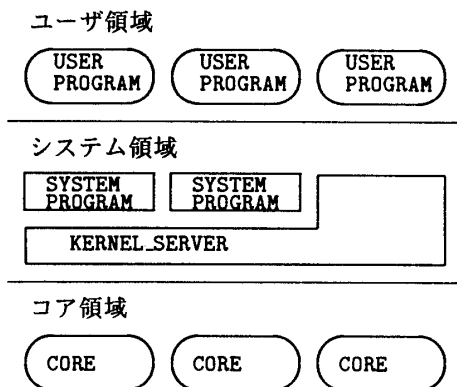 ユーザ領域
USER PROGRAM
USER PROGRAM
USER PROGRAM
システム領域
SYSTEM PROGRAM
SYSTEM PROGRAM
KERNEL_SERVER
コア領域
CORE
CORE
CORE